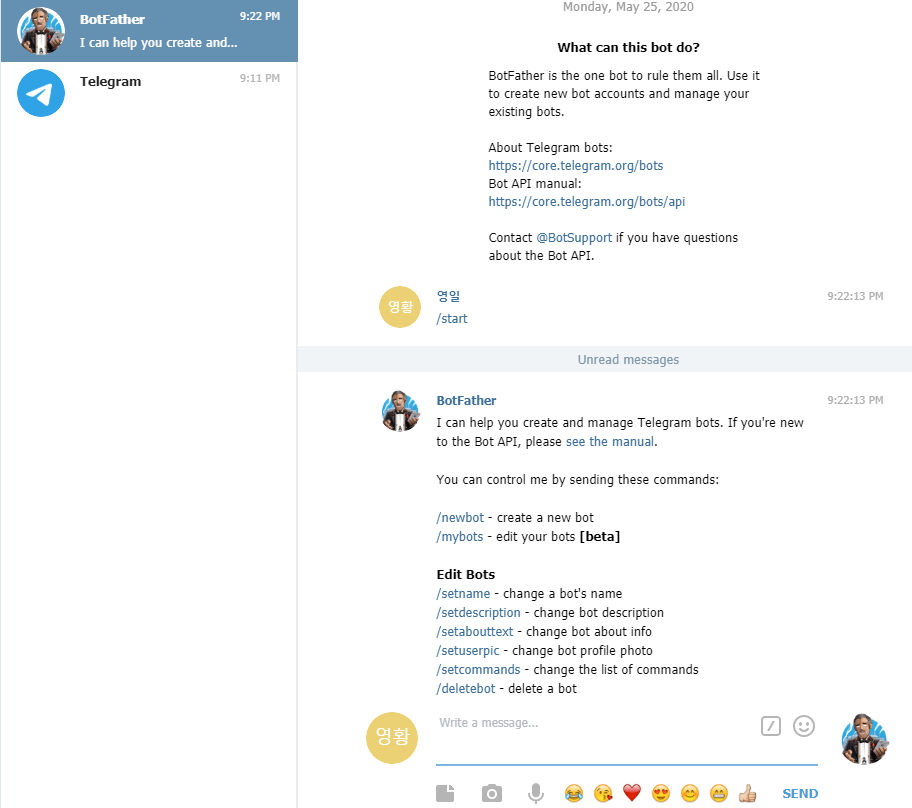 BotFather 9:22 PM
I can help you create and...
Telegram 9:11 PM
Monday, May 25, 2020
What can this bot do?
BotFather is the one bot to rule them all. Use it
to create new bot accounts and manage your
existing bots.
About Telegram bots:
https://core.telegram.org/bots
Bot API manual:
https://core.telegram.org/bots/api
Contact @BotSupport if you have questions
about the Bot API.
영황 영일 9:22:13 PM
/start
Unread messages
BotFather 9:22:13 PM
I can help you create and manage Telegram bots. If you're new
to the Bot API, please see the manual.
You can control me by sending these commands:
/newbot - create a new bot
/mybots - edit your bots [beta]
Edit Bots
/setname - change a bot's name
/setdescription - change bot description
/setabouttext - change bot about info
/setuserpic - change bot profile photo
/setcommands - change the list of commands
/deletebot - delete a bot
영황 Write a message...
SEND